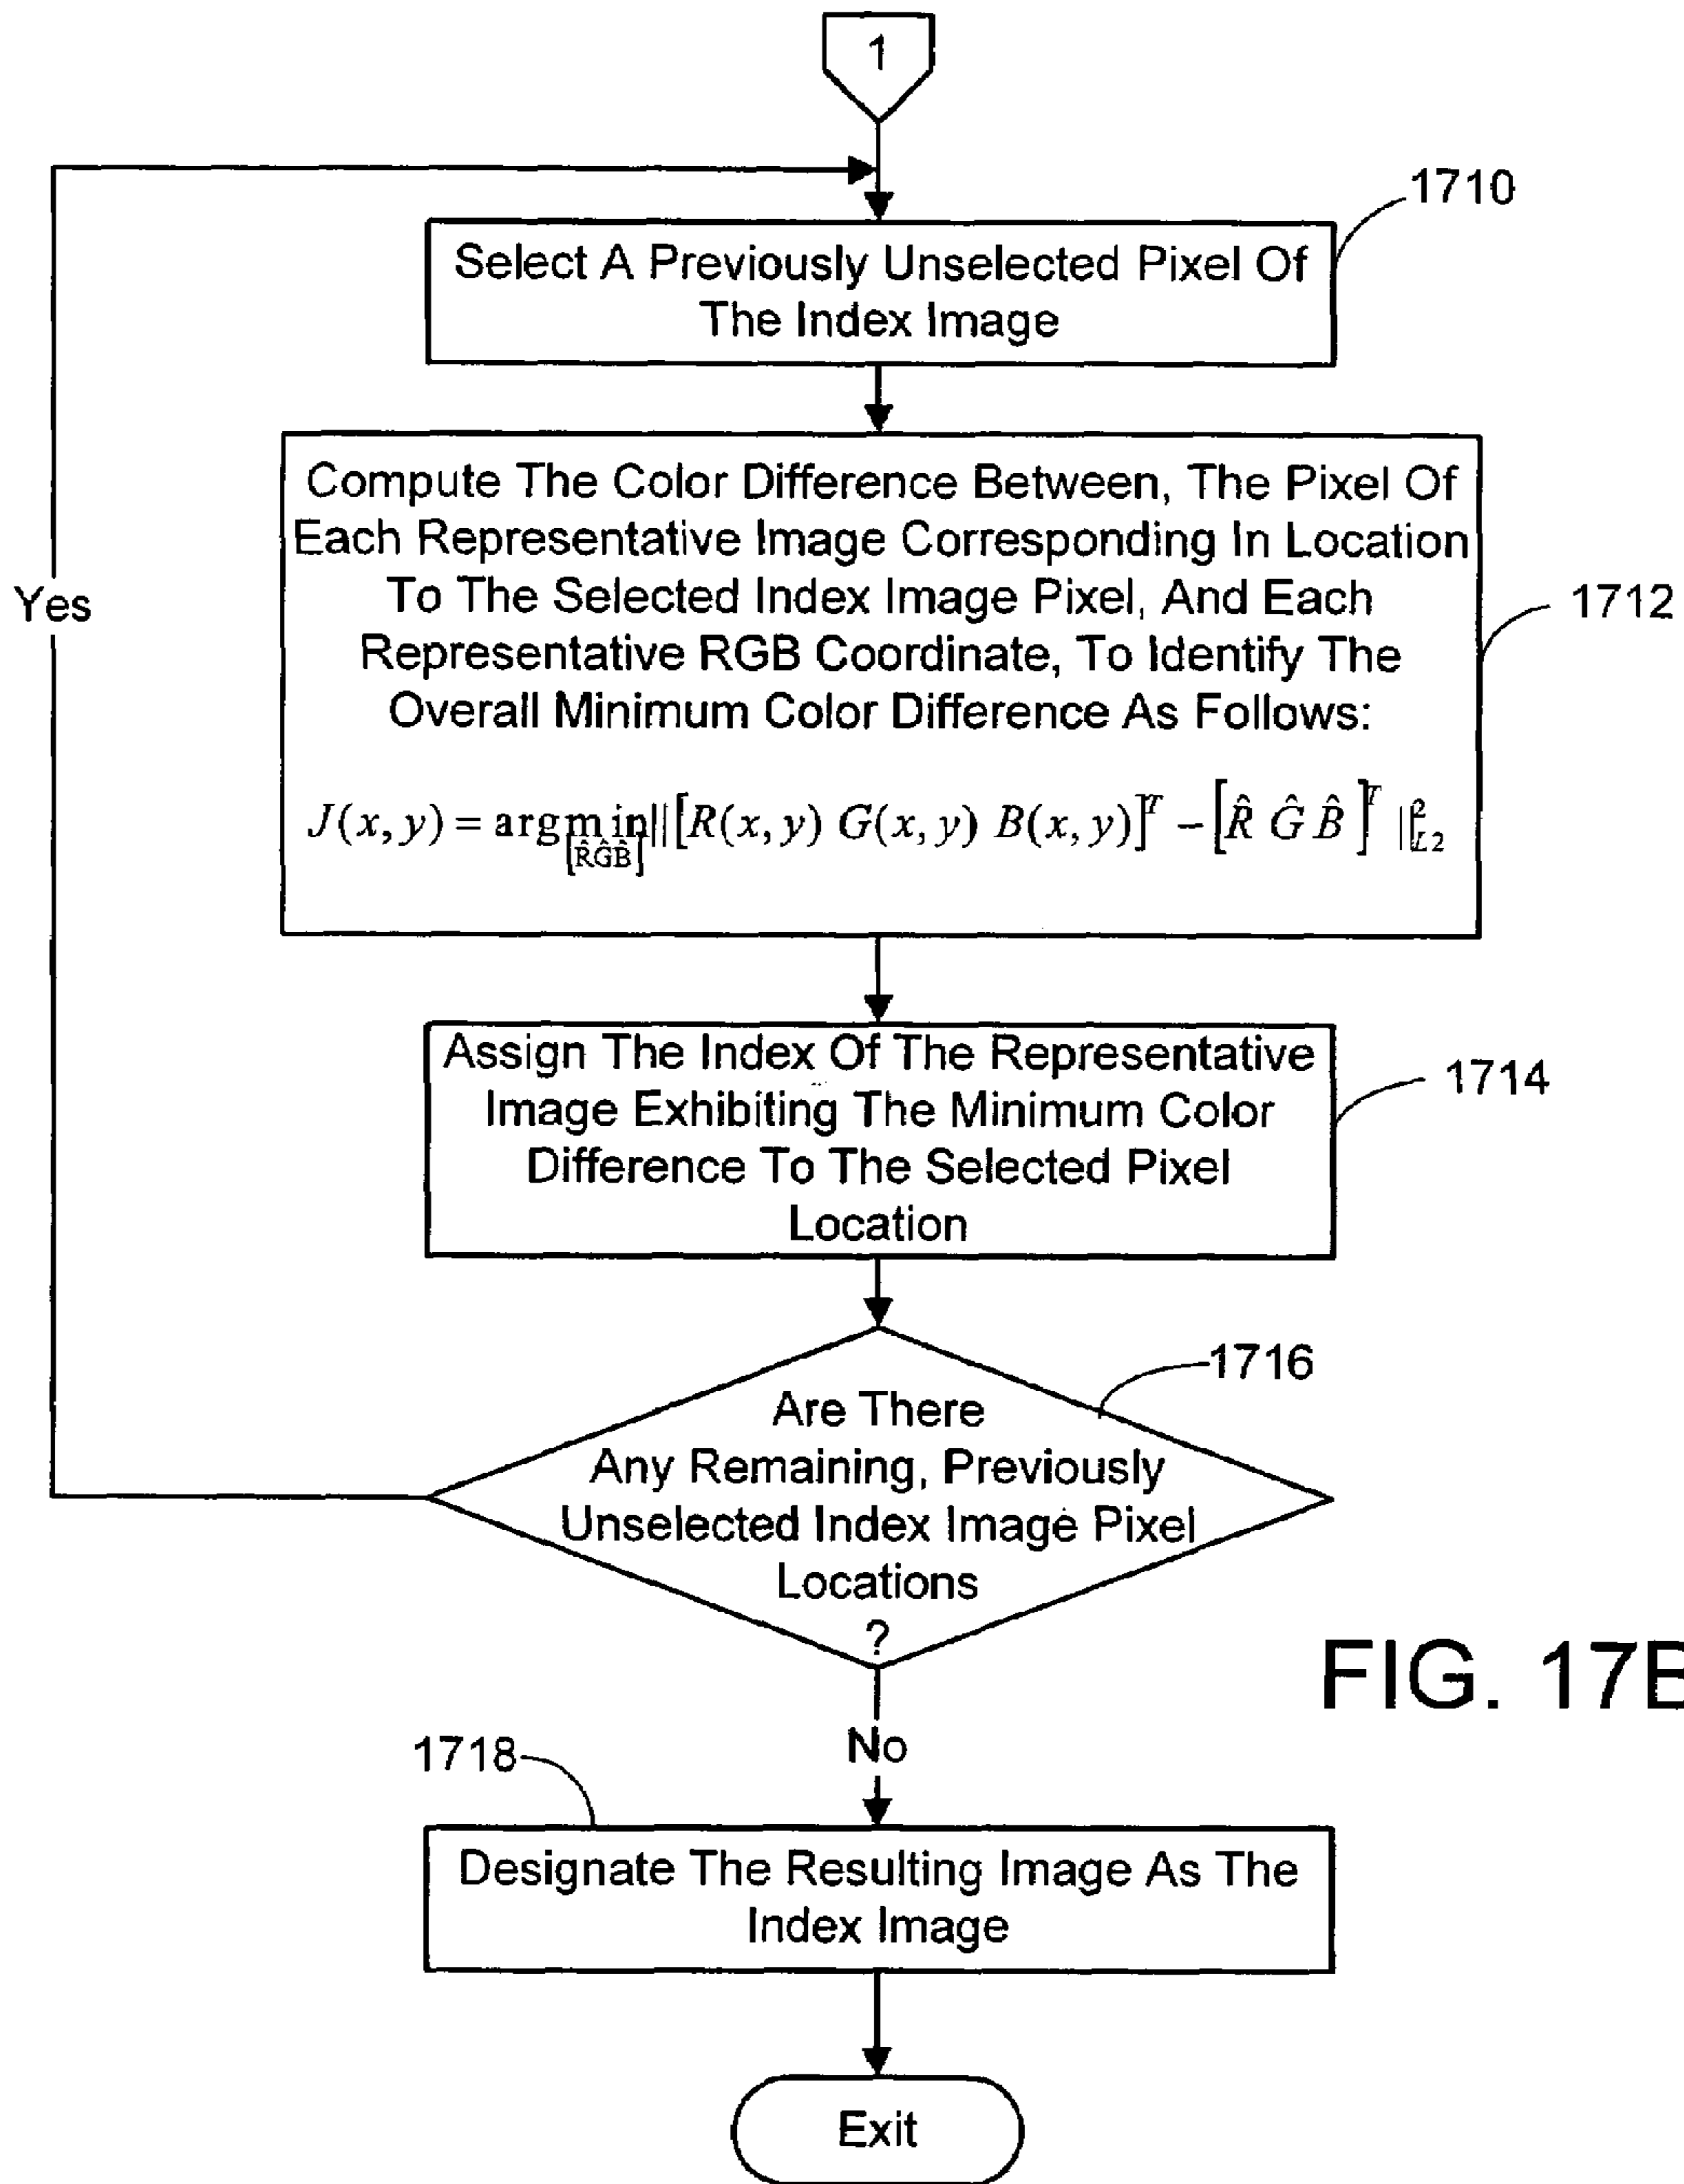 1
1710
Select A Previously Unselected Pixel Of
The Index Image
Compute The Color Difference Between, The Pixel Of
Each Representative Image Corresponding In Location
To The Selected Index Image Pixel, And Each
Representative RGB Coordinate, To Identify The
Overall Minimum Color Difference As Follows:
J(x, y) = arg min_{[R̂ĜB̂]} ||[R(x, y) G(x, y) B(x, y)]^T − [R̂ Ĝ B̂]^T||²_{L2}
1712
Yes
Assign The Index Of The Representative
Image Exhibiting The Minimum Color
Difference To The Selected Pixel
Location
1714
1716
Are There
Any Remaining, Previously
Unselected Index Image Pixel
Locations
?
FIG. 17B
No
1718
Designate The Resulting Image As The
Index Image
Exit